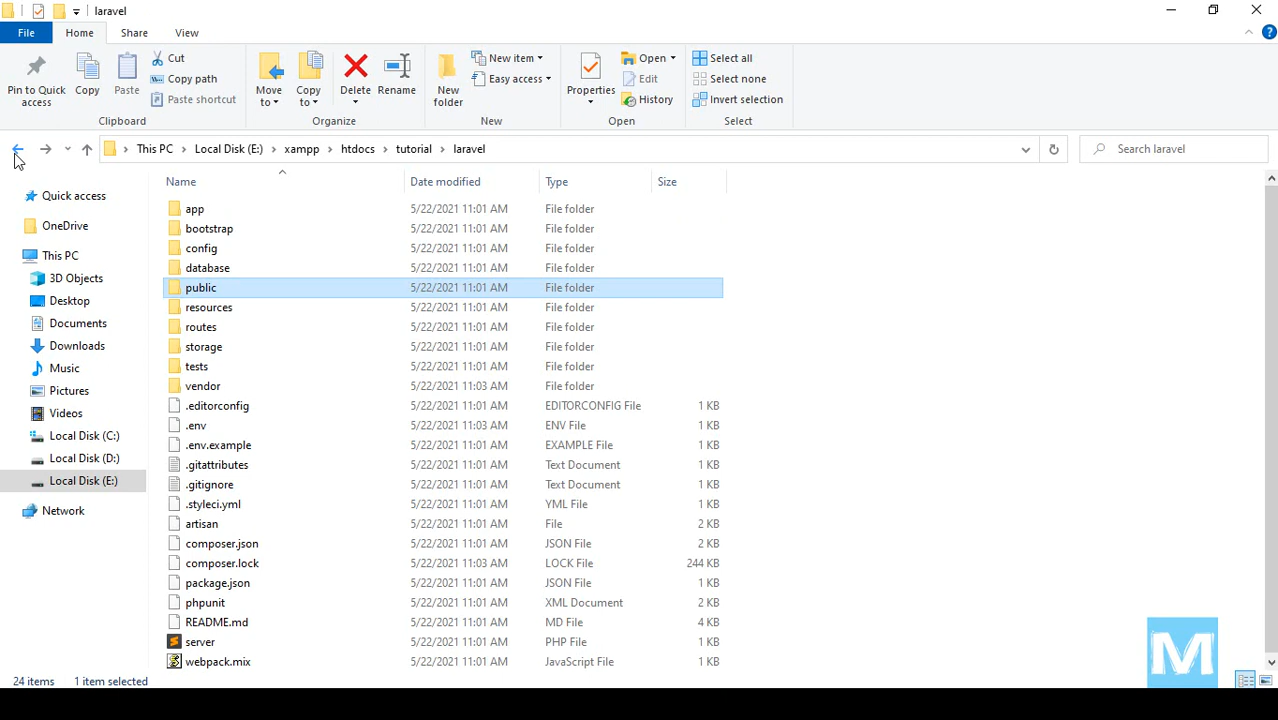 laravel
File Home Share View
Pin to Quick access
Copy
Paste
Cut
Copy path
Paste shortcut
Clipboard
Move to
Copy to
Delete
Rename
Organize
New folder
New item
Easy access
New
Properties
Open
Edit
History
Open
Select all
Select none
Invert selection
Select
This PC Local Disk (E:) xampp htdocs tutorial laravel
Search laravel
Quick access
OneDrive
This PC
3D Objects
Desktop
Documents
Downloads
Music
Pictures
Videos
Local Disk (C:)
Local Disk (D:)
Local Disk (E:)
Network
Name Date modified Type Size
app 5/22/2021 11:01 AM File folder
bootstrap 5/22/2021 11:01 AM File folder
config 5/22/2021 11:01 AM File folder
database 5/22/2021 11:01 AM File folder
public 5/22/2021 11:01 AM File folder
resources 5/22/2021 11:01 AM File folder
routes 5/22/2021 11:01 AM File folder
storage 5/22/2021 11:01 AM File folder
tests 5/22/2021 11:01 AM File folder
vendor 5/22/2021 11:03 AM File folder
.editorconfig 5/22/2021 11:01 AM EDITORCONFIG File 1 KB
.env 5/22/2021 11:03 AM ENV File 1 KB
.env.example 5/22/2021 11:01 AM EXAMPLE File 1 KB
.gitattributes 5/22/2021 11:01 AM Text Document 1 KB
.gitignore 5/22/2021 11:01 AM Text Document 1 KB
.styleci.yml 5/22/2021 11:01 AM YML File 1 KB
artisan 5/22/2021 11:01 AM File 2 KB
composer.json 5/22/2021 11:01 AM JSON File 2 KB
composer.lock 5/22/2021 11:03 AM LOCK File 244 KB
package.json 5/22/2021 11:01 AM JSON File 1 KB
phpunit 5/22/2021 11:01 AM XML Document 2 KB
README.md 5/22/2021 11:01 AM MD File 4 KB
server 5/22/2021 11:01 AM PHP File 1 KB
webpack.mix 5/22/2021 11:01 AM JavaScript File 1 KB
M
24 items 1 item selected